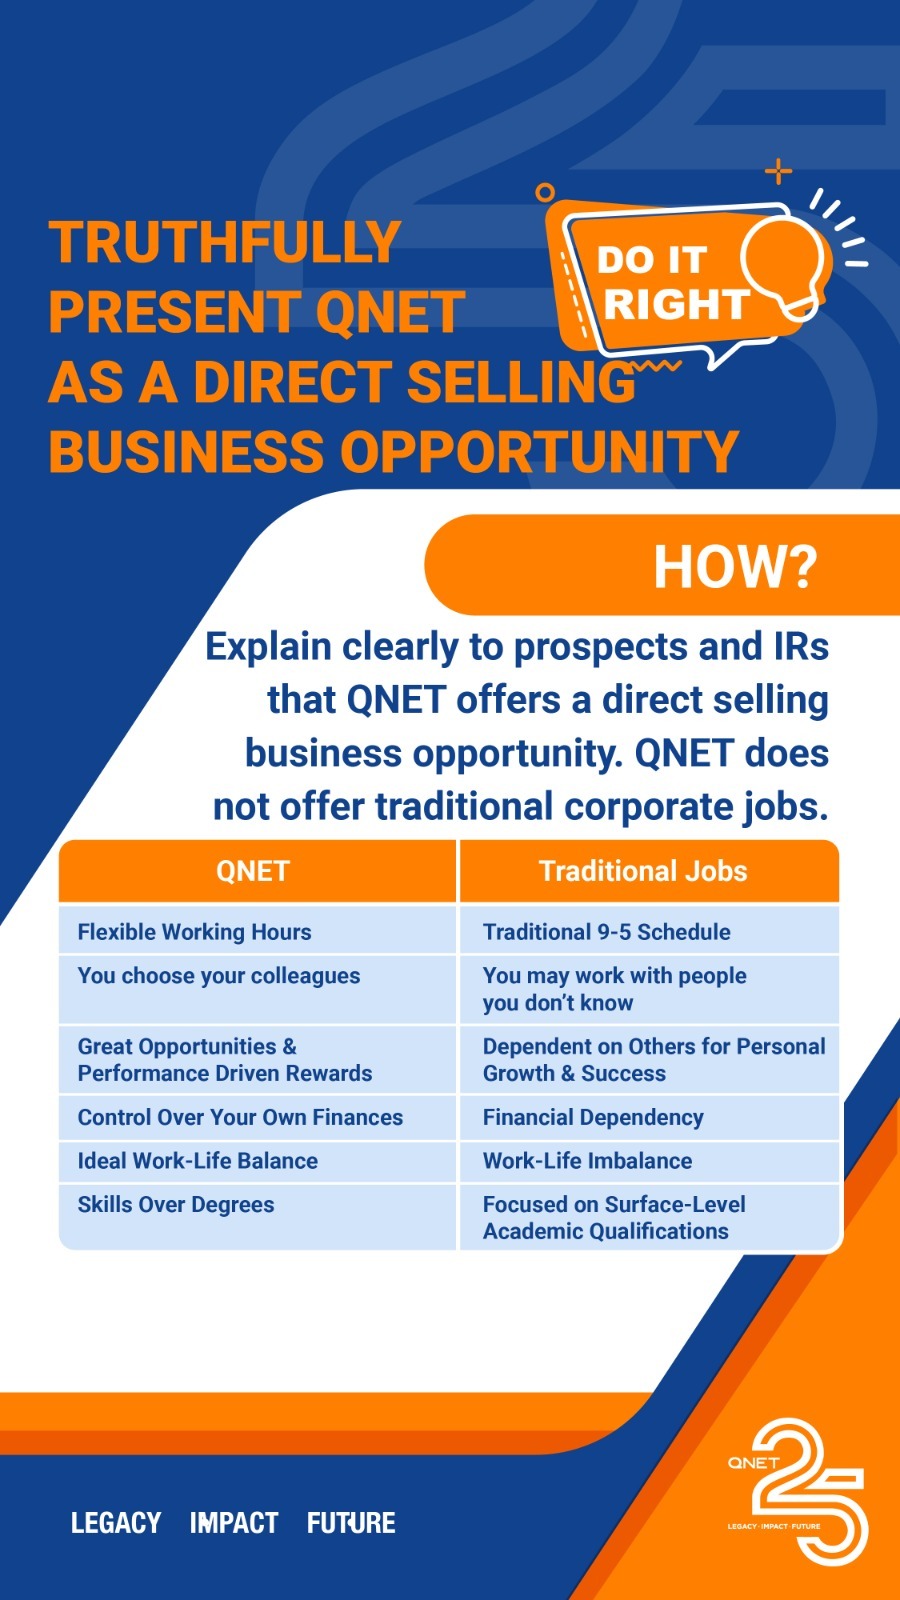 TRUTHFULLY
PRESENT QNET
AS A DIRECT SELLING
BUSINESS OPPORTUNITY
DO IT
RIGHT
HOW?
Explain clearly to prospects and IRs
that QNET offers a direct selling
business opportunity. QNET does
not offer traditional corporate jobs.
QNET
Traditional Jobs
Flexible Working Hours
Traditional 9-5 Schedule
You choose your colleagues
You may work with people
you don’t know
Great Opportunities &
Performance Driven Rewards
Dependent on Others for Personal
Growth & Success
Control Over Your Own Finances
Financial Dependency
Ideal Work-Life Balance
Work-Life Imbalance
Skills Over Degrees
Focused on Surface-Level
Academic Qualifications
LEGACY IMPACT FUTURE
QNET
25
LEGACY · IMPACT · FUTURE